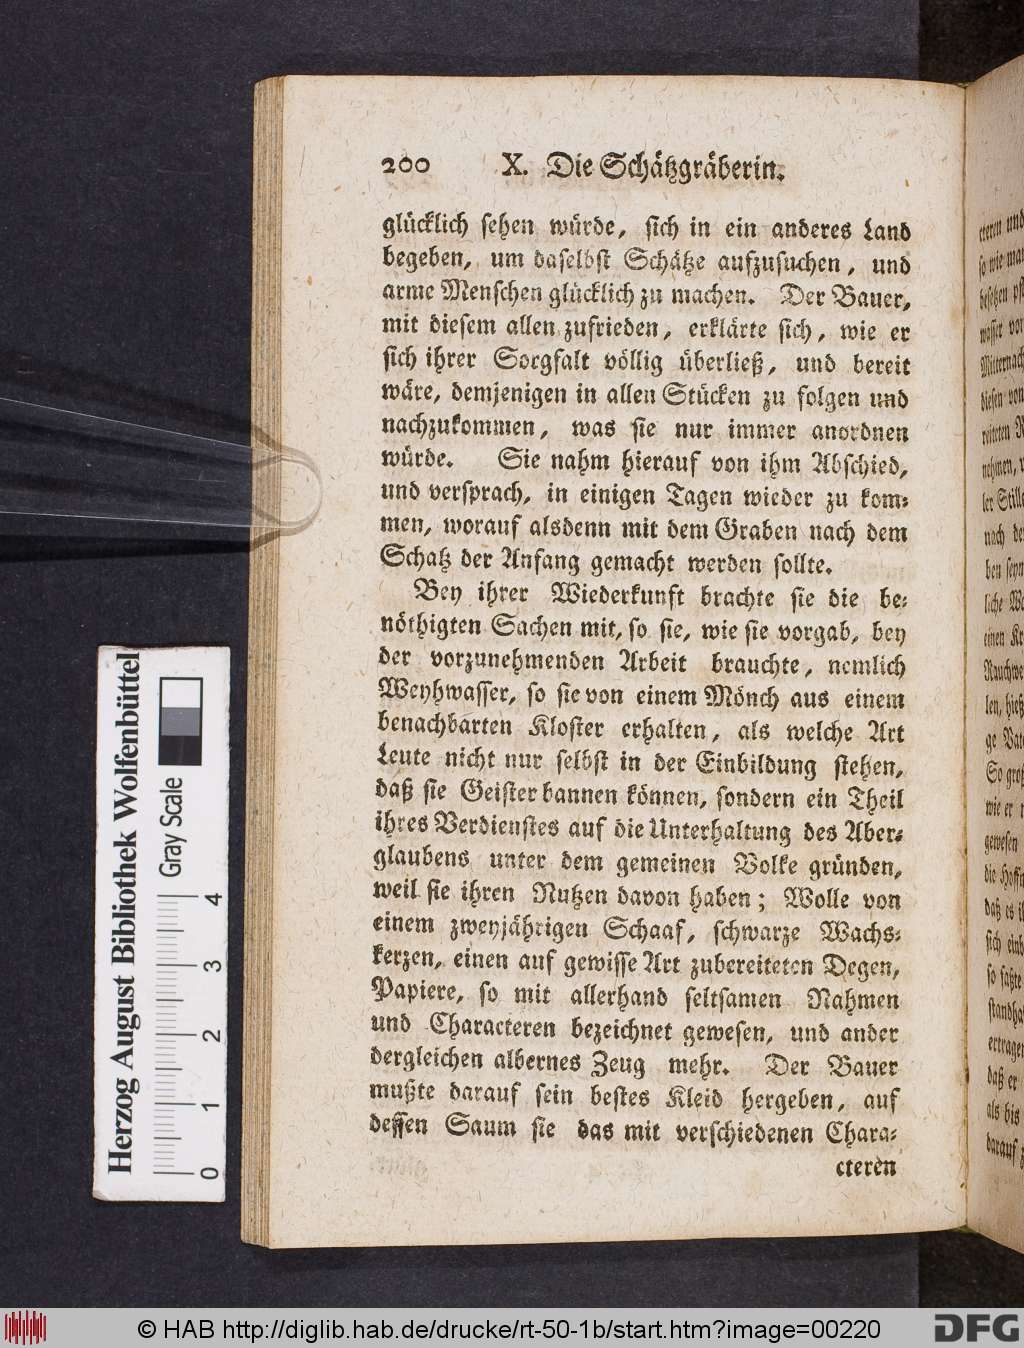 200 X. Die Schätzgräberin.
glücklich sehen würde, sich in ein anderes Land
begeben, um daselbst Schätze aufzusuchen, und
arme Menschen glücklich zu machen. Der Bauer,
mit diesem allen zufrieden, erklärte sich, wie er
sich ihrer Sorgfalt völlig überließ, und bereit
wäre, demjenigen in allen Stücken zu folgen und
nachzukommen, was sie nur immer anordnen
würde. Sie nahm hierauf von ihm Abschied,
und versprach, in einigen Tagen wieder zu kom⸗
men, worauf alsdenn mit dem Graben nach dem
Schatz der Anfang gemacht werden sollte.
Bey ihrer Wiederkunft brachte sie die be⸗
nöthigten Sachen mit, so sie, wie sie vorgab, bey
der vorzunehmenden Arbeit brauchte, nemlich
Weyhwasser, so sie von einem Mönch aus einem
benachbarten Kloster erhalten, als welche Art
Leute nicht nur selbst in der Einbildung stehen,
daß sie Geister bannen können, sondern ein Theil
ihres Verdienstes auf die Unterhaltung des Aber⸗
glaubens unter dem gemeinen Volke gründen,
weil sie ihren Nutzen davon haben; Wolle von
einem zweyjährigen Schaaf, schwarze Wachs⸗
kerzen, einen auf gewisse Art zubereiteten Degen,
Papiere, so mit allerhand seltsamen Nahmen
und Characteren bezeichnet gewesen, und ander
dergleichen albernes Zeug mehr. Der Bauer
mußte darauf sein bestes Kleid hergeben, auf
dessen Saum sie das mit verschiedenen Chara⸗
cteren
Herzog August Bibliothek Wolfenbüttel
Gray Scale
0 1 2 3 4
© HAB http://diglib.hab.de/drucke/rt-50-1b/start.htm?image=00220
DFG